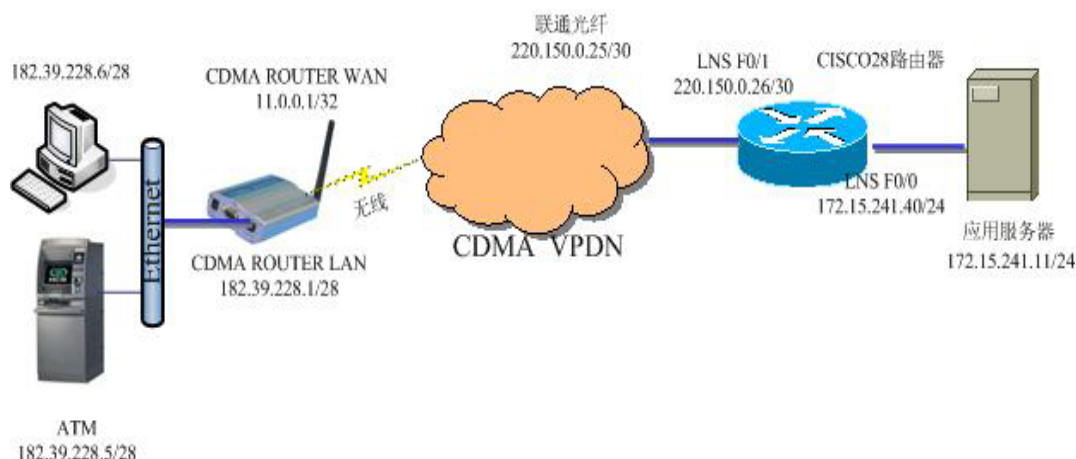 联通光纤
220.150.0.25/30
182.39.228.6/28
CDMA ROUTER WAN
11.0.0.1/32
LNS F0/1
220.150.0.26/30
CISCO28路由器
Ethernet
无线
CDMA VPDN
LNS F0/0
172.15.241.40/24
CDMA ROUTER LAN
182.39.228.1/28
应用服务器
172.15.241.11/24
ATM
182.39.228.5/28